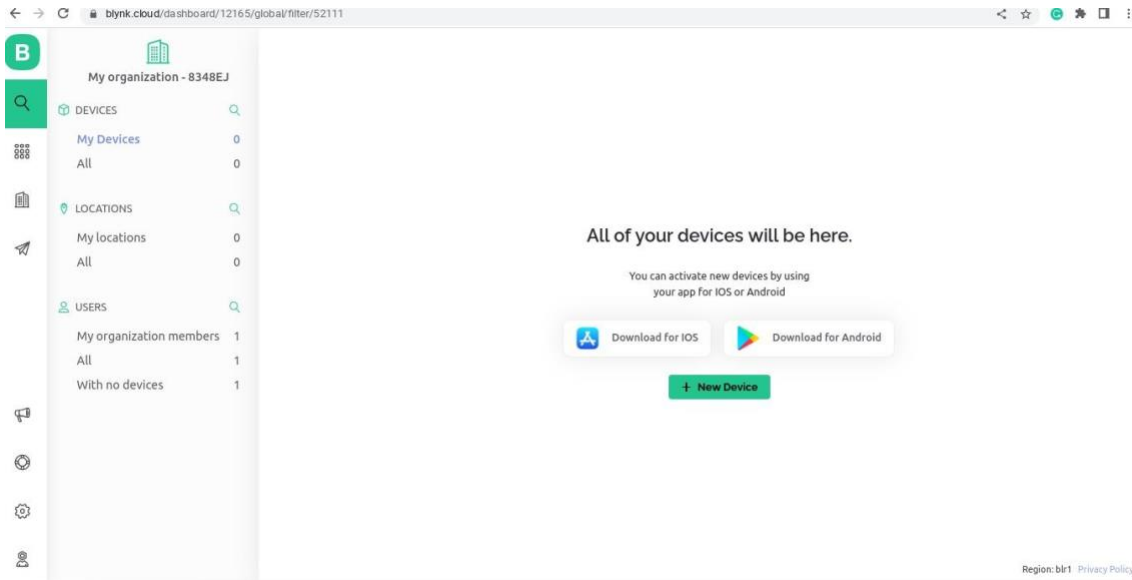 blynk.cloud/dashboard/12165/global/filter/52111
B
My organization - 8348EJ
DEVICES
My Devices 0
All 0
LOCATIONS
My locations 0
All 0
USERS
My organization members 1
All 1
With no devices 1
All of your devices will be here.
You can activate new devices by using
your app for IOS or Android
Download for IOS
Download for Android
+ New Device
Region: blr1 Privacy Policy